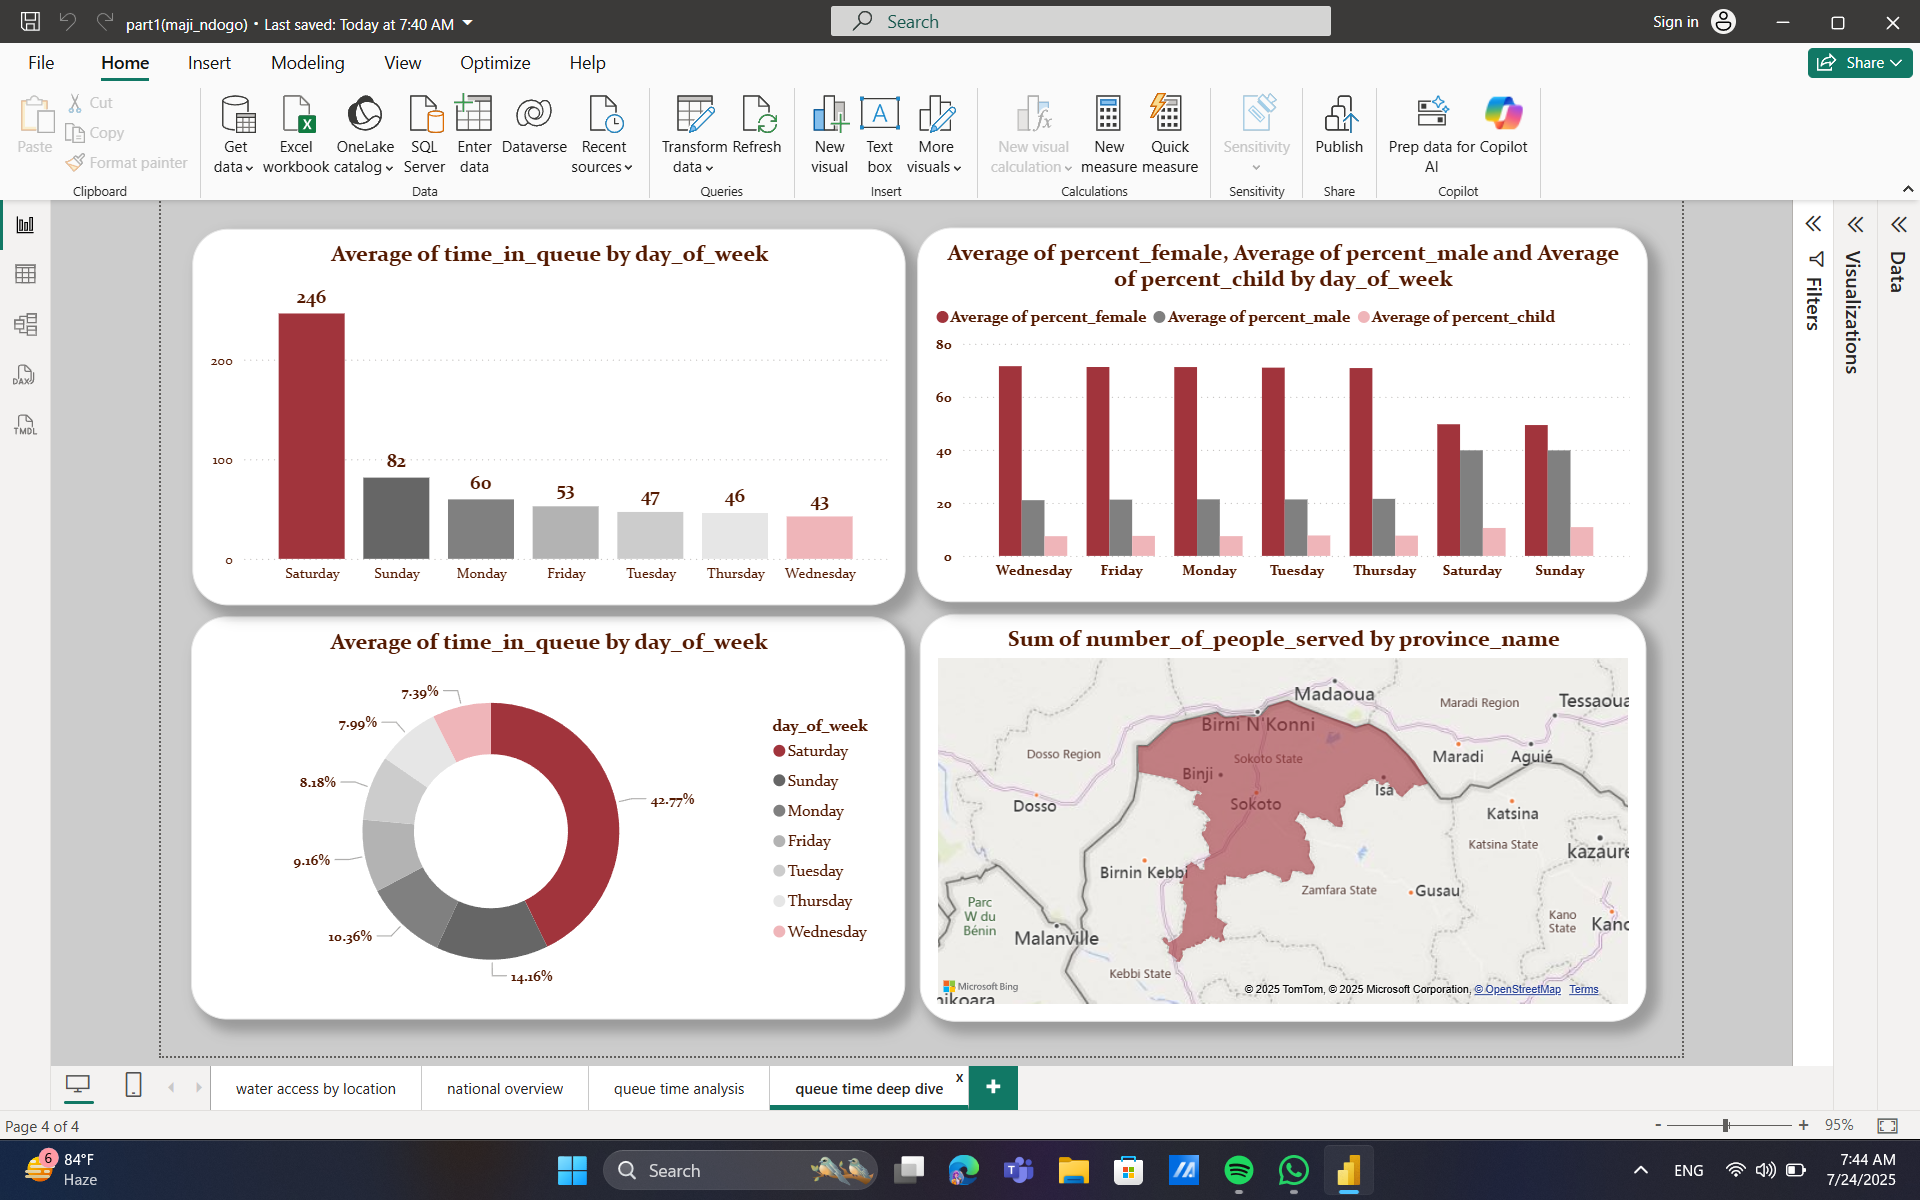 part1(maji_ndogo) • Last saved: Today at 7:40 AM
Search
Sign in
File
Home
Insert
Modeling
View
Optimize
Help
Share
Paste
Cut
Copy
Format painter
Clipboard
Get data
Excel workbook
OneLake catalog
SQL Server
Enter data
Dataverse
Recent sources
Data
Transform data
Refresh
Queries
New visual
Text box
More visuals
Insert
New visual calculation
New measure
Quick measure
Calculations
Sensitivity
Sensitivity
Publish
Share
Prep data for AI
Copilot
Copilot
DAX
TMDL
Average of time_in_queue by day_of_week
200
100
0
246
82
60
53
47
46
43
Saturday
Sunday
Monday
Friday
Tuesday
Thursday
Wednesday
Average of percent_female, Average of percent_male and Average
of percent_child by day_of_week
Average of percent_female
Average of percent_male
Average of percent_child
80
60
40
20
0
Wednesday
Friday
Monday
Tuesday
Thursday
Saturday
Sunday
Average of time_in_queue by day_of_week
7.39%
7.99%
8.18%
9.16%
10.36%
14.16%
42.77%
day_of_week
Saturday
Sunday
Monday
Friday
Tuesday
Thursday
Wednesday
Sum of number_of_people_served by province_name
Madaoua
Maradi Region
Tessaoua
Birni N'Konni
Dosso Region
Sokoto State
Maradi
Aguié
Binji
Isa
Dosso
Sokoto
Katsina
Katsina State
kazaure
Birnin Kebbi
Zamfara State
Gusau
Parc
W du
Bénin
Malanville
Kano
State
Kano
Kebbi State
Microsoft Bing
nikoara
© 2025 TomTom, © 2025 Microsoft Corporation, © OpenStreetMap Terms
Filters
Visualizations
Data
water access by location
national overview
queue time analysis
queue time deep dive
x
+
Page 4 of 4
- + 95%
6
84°F
Haze
Search
ENG
7:44 AM
7/24/2025